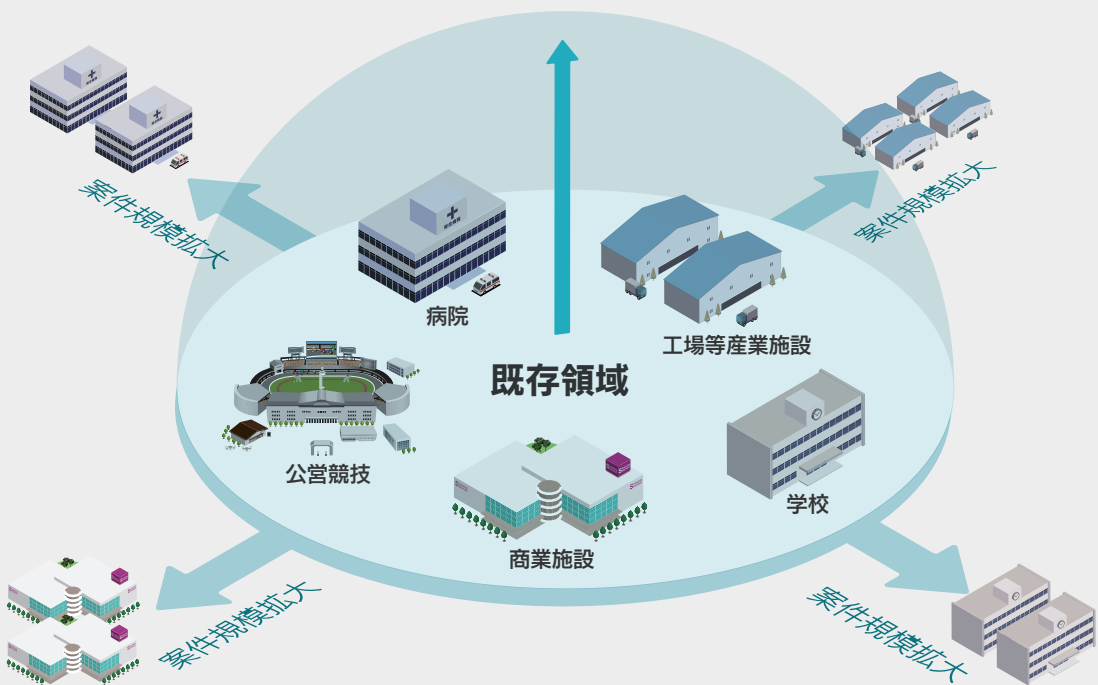 案件規模拡大
案件規模拡大
病院
工場等産業施設
既存領域
公営競技
学校
商業施設
案件規模拡大
案件規模拡大